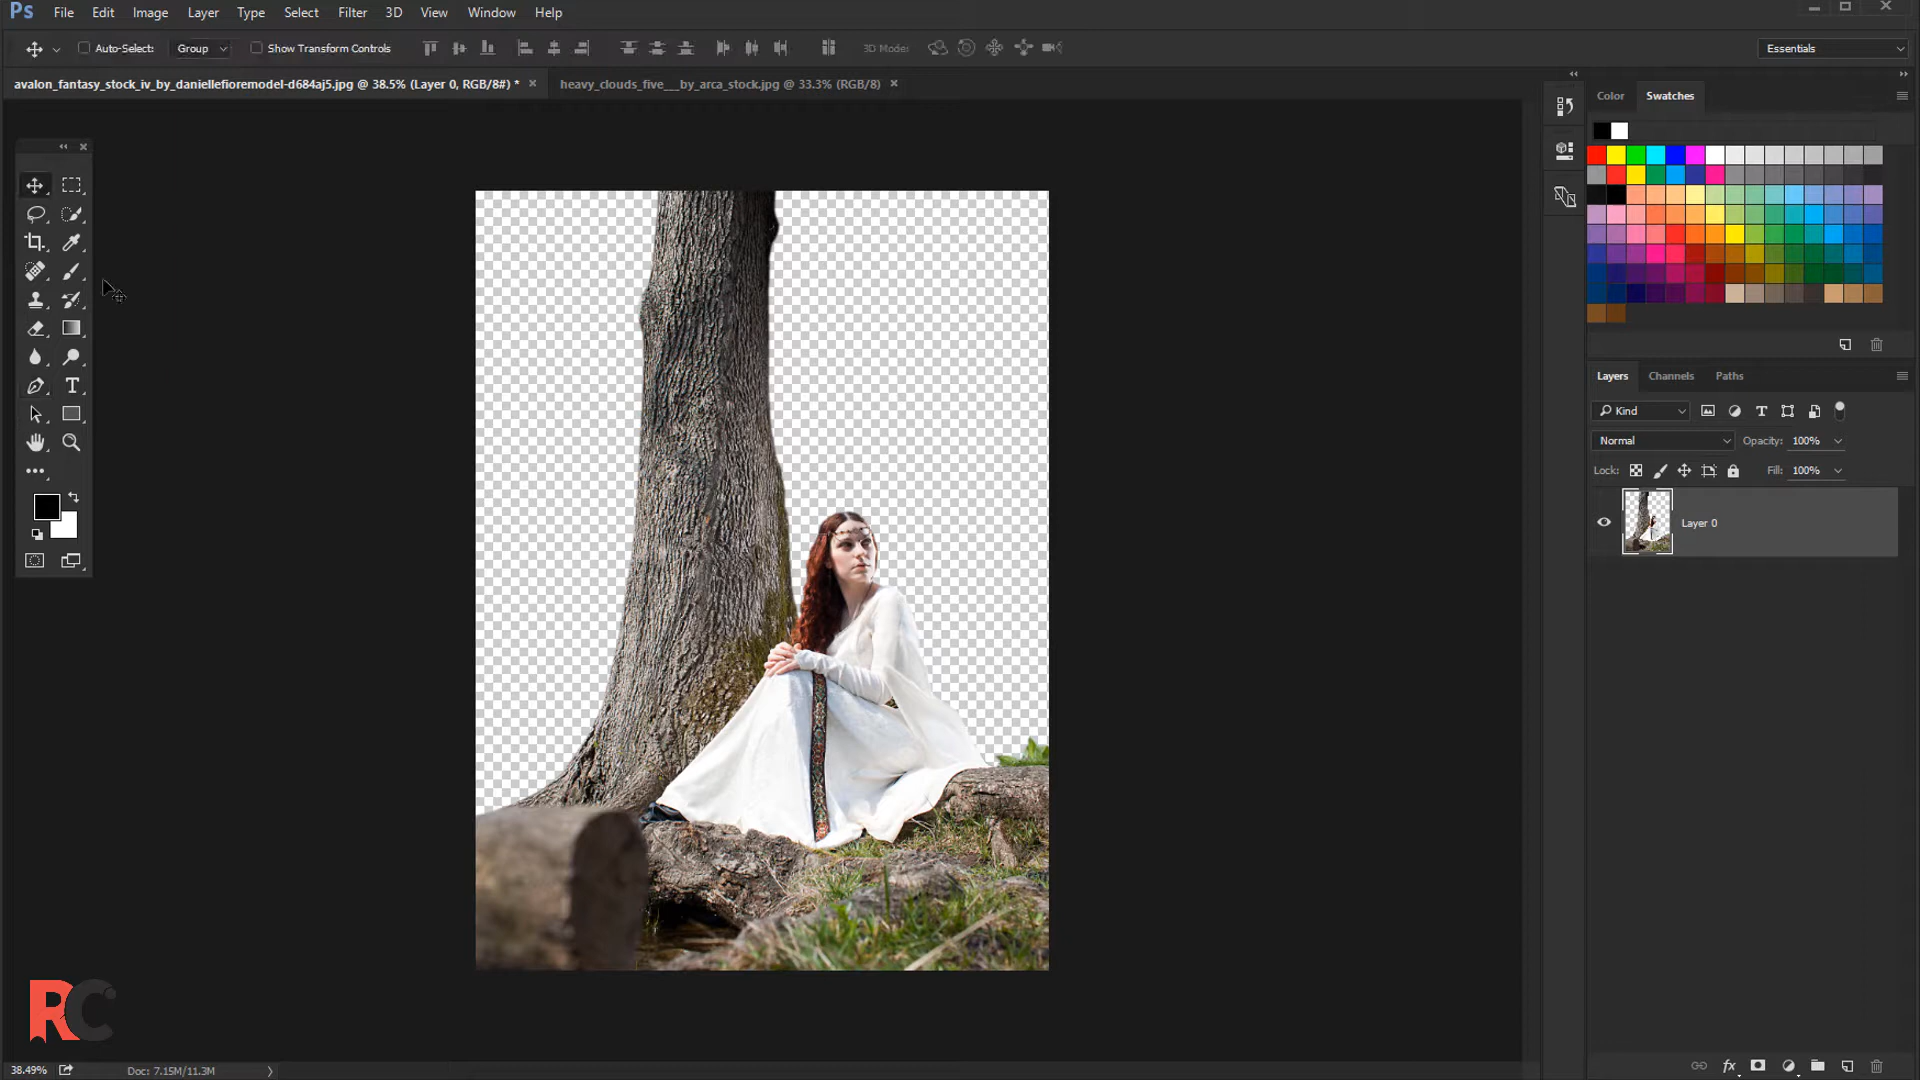 Ps File Edit Image Layer Type Select Filter 3D View Window Help
Auto-Select: Group Show Transform Controls 3D Mode: Essentials
avalon_fantasy_stock_iv_by_daniellefioremodel-d684aj5.jpg @ 38.5% (Layer 0, RGB/8#) * heavy_clouds_five___by_arca_stock.jpg @ 33.3% (RGB/8)
Color Swatches
Layers Channels Paths
Kind
Normal Opacity: 100%
Lock: Fill: 100%
Layer 0
RC
38.49% Doc: 7.15M/11.3M